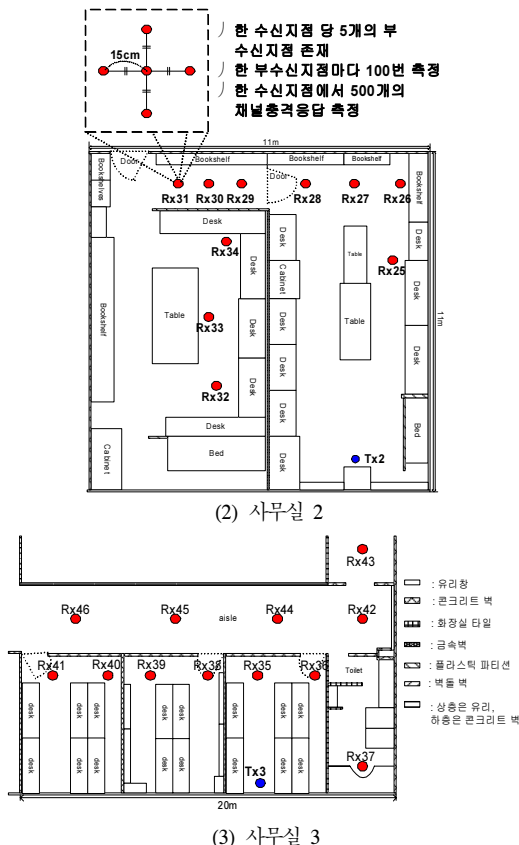 한 수신지점 당 5개의 부
수신지점 존재
15cm
한 부수신지점마다 100번 측정
한 수신지점에서 500개의
채널충격응답 측정
11m
Bookshelves
Door
Bookshelf
Bookshelf
Bookshelf
Door
Bookshelf
Rx31
Rx30
Rx29
Rx28
Rx27
Rx26
Desk
Rx34
Desk
Desk
Cabinet
Table
Rx25
Desk
Bookshelf
Table
Rx33
Desk
Desk
Table
Desk
11m
Rx32
Desk
Desk
Desk
Desk
Desk
Cabinet
Bed
Desk
Bed
Tx2
(2) 사무실 2
Rx43
: 유리창
: 콘크리트 벽
: 화장실 타일
: 금속벽
: 플라스틱 파티션
: 벽돌 벽
: 상층은 유리,
하층은 콘크리트 벽
Rx46
Rx45
aisle
Rx44
Rx42
Rx41
Rx40
Rx39
Rx38
Rx35
Rx36
Toilet
desk
desk
desk
desk
desk
desk
desk
desk
desk
desk
desk
desk
desk
desk
Tx3
Rx37
20m
(3) 사무실 3